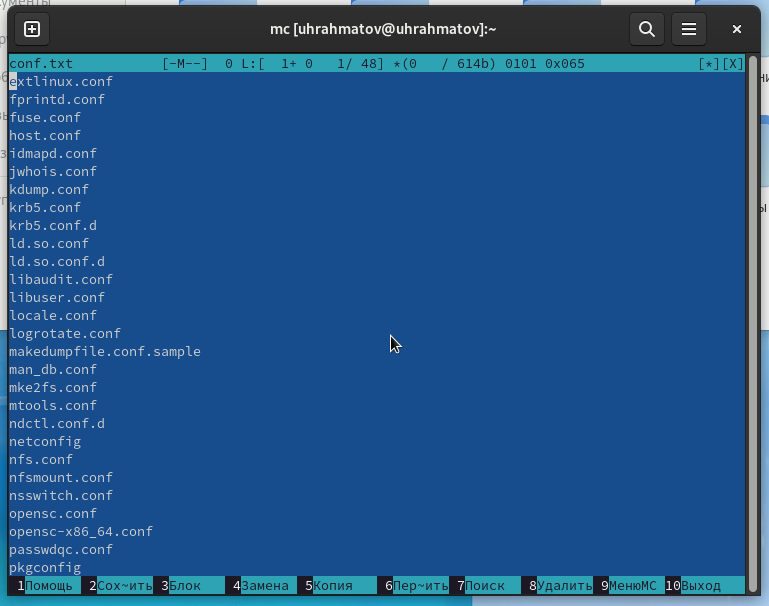 кументы
mc [uhrahmatov@uhrahmatov]:~
conf.txt [-M--] 0 L:[ 1+ 0 1/ 48] *(0 / 614b) 0101 0x065 [*][X]
extlinux.conf
fprintd.conf
fuse.conf
host.conf
idmapd.conf
jwhois.conf
kdump.conf
krb5.conf
krb5.conf.d
ld.so.conf
ld.so.conf.d
libaudit.conf
libuser.conf
locale.conf
logrotate.conf
makedumpfile.conf.sample
man_db.conf
mke2fs.conf
mtools.conf
ndctl.conf.d
netconfig
nfs.conf
nfsmount.conf
nsswitch.conf
opensc.conf
opensc-x86_64.conf
passwdqc.conf
pkgconfig
1Помощь 2Сох~ить 3Блок 4Замена 5Копия 6Пер~ить 7Поиск 8Удалить 9МенюMC 10Выход